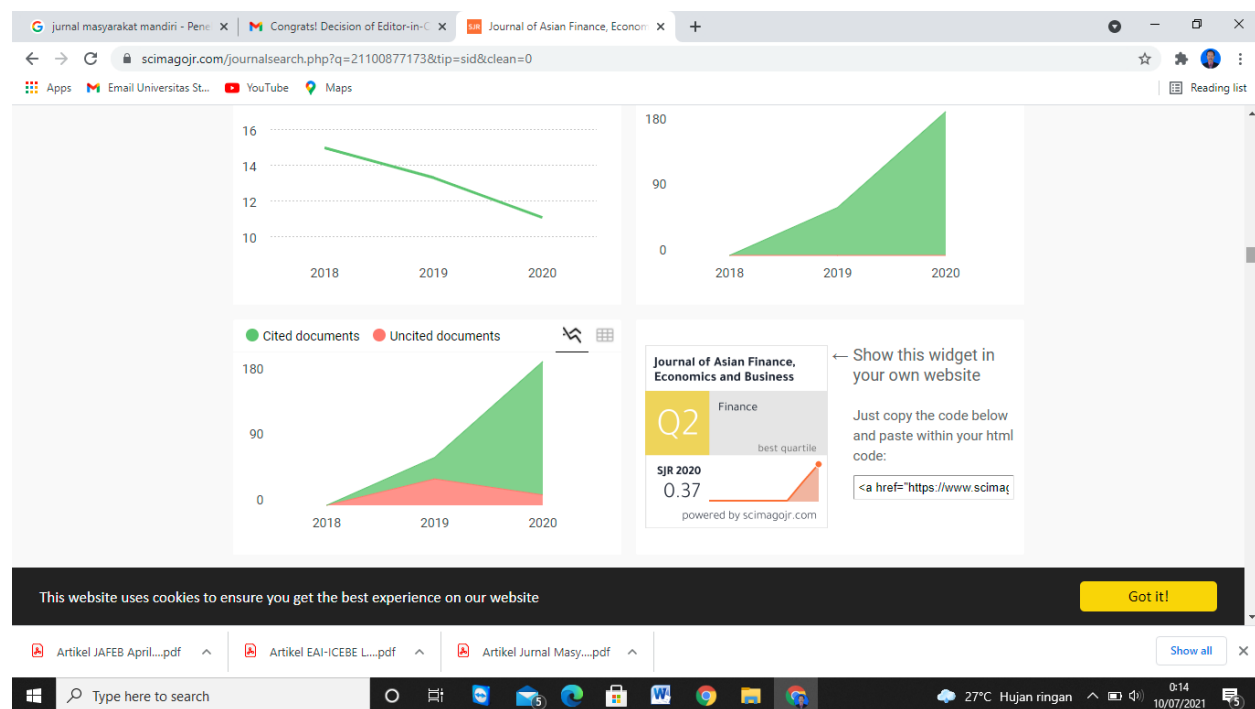 jurnal masyarakat mandiri - Pene
Congrats! Decision of Editor-in-C
SJR Journal of Asian Finance, Econom
scimagojr.com/journalsearch.php?q=21100877173&tip=sid&clean=0
Apps Email Universitas St... YouTube Maps Reading list
16
14
12
10
2018 2019 2020
180
90
0
2018 2019 2020
Cited documents Uncited documents
180
90
0
2018 2019 2020
Journal of Asian Finance,
Economics and Business
Q2
Finance
best quartile
SJR 2020
0.37
powered by scimagojr.com
← Show this widget in
your own website
Just copy the code below
and paste within your html
code:
<a href="https://www.scimag
This website uses cookies to ensure you get the best experience on our website
Got it!
Artikel JAFEB April....pdf
Artikel EAI-ICEBE L....pdf
Artikel Jurnal Masy....pdf
Show all
Type here to search
5
W
27°C Hujan ringan
0:14
10/07/2021
5